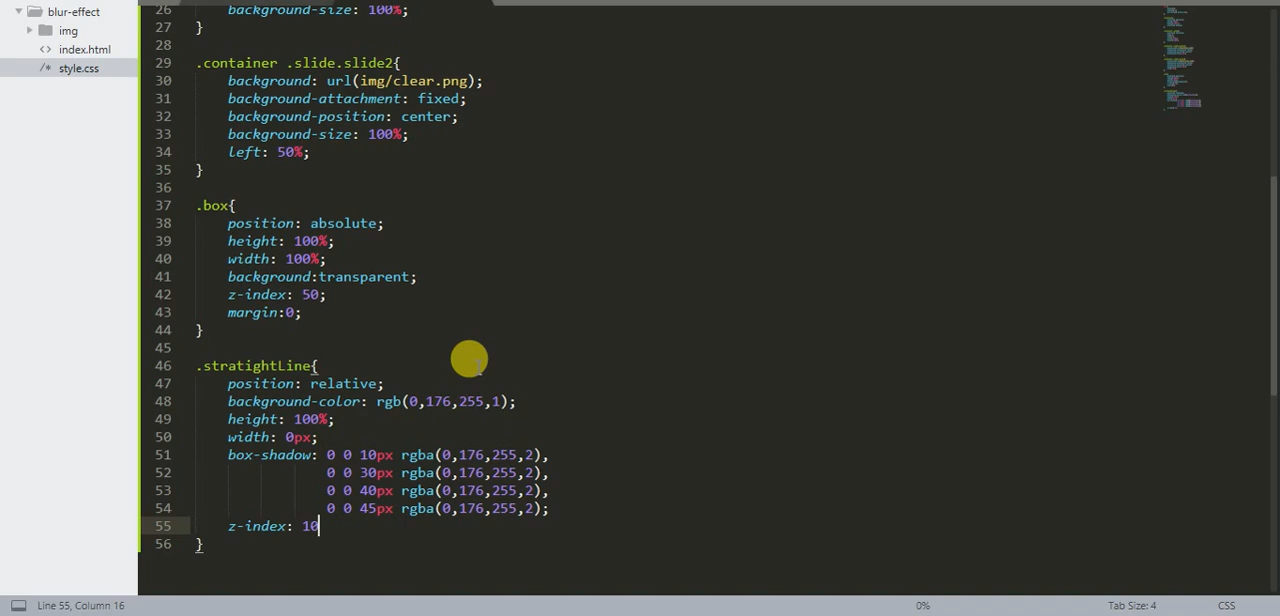 blur-effect
img
<> index.html
/* style.css
26 background-size: 100%;
27 }
28
29 .container .slide.slide2{
30 background: url(img/clear.png);
31 background-attachment: fixed;
32 background-position: center;
33 background-size: 100%;
34 left: 50%;
35 }
36
37 .box{
38 position: absolute;
39 height: 100%;
40 width: 100%;
41 background:transparent;
42 z-index: 50;
43 margin:0;
44 }
45
46 .stratightLine{
47 position: relative;
48 background-color: rgb(0,176,255,1);
49 height: 100%;
50 width: 0px;
51 box-shadow: 0 0 10px rgba(0,176,255,2),
52 0 0 30px rgba(0,176,255,2),
53 0 0 40px rgba(0,176,255,2),
54 0 0 45px rgba(0,176,255,2);
55 z-index: 10
56 }
Line 55, Column 16 0% Tab Size: 4 CSS